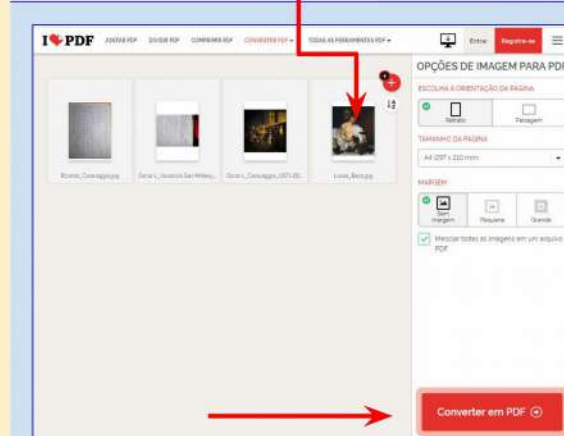 I PDF JUNTAR PDF DIVIDIR PDF COMPRIMIR PDF CONVERTER PDF TODAS AS FERRAMENTAS PDF Entrar Registre-se
OPÇÕES DE IMAGEM PARA PDF
ESCOLHA A ORIENTAÇÃO DA PÁGINA
Retrato Paisagem
TAMANHO DA PÁGINA
A4 (297 x 210 mm)
MARGEM
Sem margem Pequena Grande
Mesclar todas as imagens em um arquivo
PDF
Converter em PDF